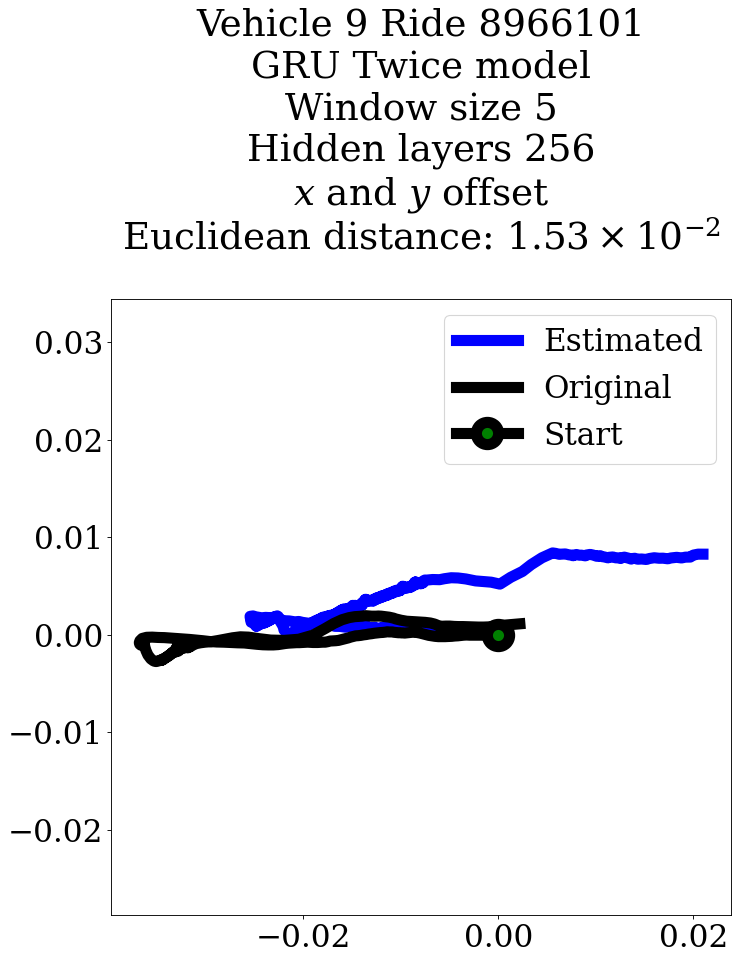 Vehicle 9 Ride 8966101
GRU Twice model
Window size 5
Hidden layers 256
x and y offset
Euclidean distance: 1.53 × 10⁻²
Estimated
Original
Start
0.03
0.02
0.01
0.00
−0.01
−0.02
−0.02 0.00 0.02